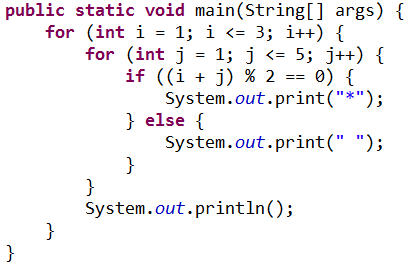 public static void main(String[] args) {
    for (int i = 1; i <= 3; i++) {
        for (int j = 1; j <= 5; j++) {
            if ((i + j) % 2 == 0) {
                System.out.print("*");
            } else {
                System.out.print(" ");
            }
        }
        System.out.println();
    }
}